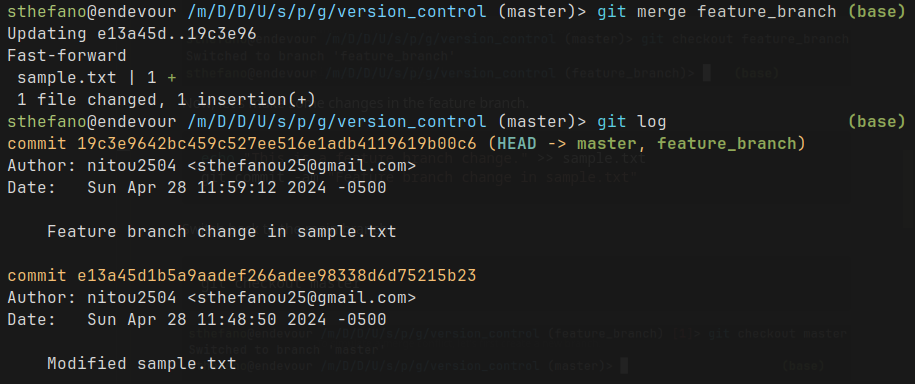 sthefano@endevour /m/D/D/U/s/p/g/version_control (master)> git merge feature_branch (base)
Updating e13a45d..19c3e96
Fast-forward
 sample.txt | 1 +
 1 file changed, 1 insertion(+)
sthefano@endevour /m/D/D/U/s/p/g/version_control (master)> git log (base)
commit 19c3e9642bc459c527ee516e1adb4119619b00c6 (HEAD -> master, feature_branch)
Author: nitou2504 <sthefanou25@gmail.com>
Date:   Sun Apr 28 11:59:12 2024 -0500
    Feature branch change in sample.txt
commit e13a45d1b5a9aadef266adee98338d6d75215b23
Author: nitou2504 <sthefanou25@gmail.com>
Date:   Sun Apr 28 11:48:50 2024 -0500
    Modified sample.txt